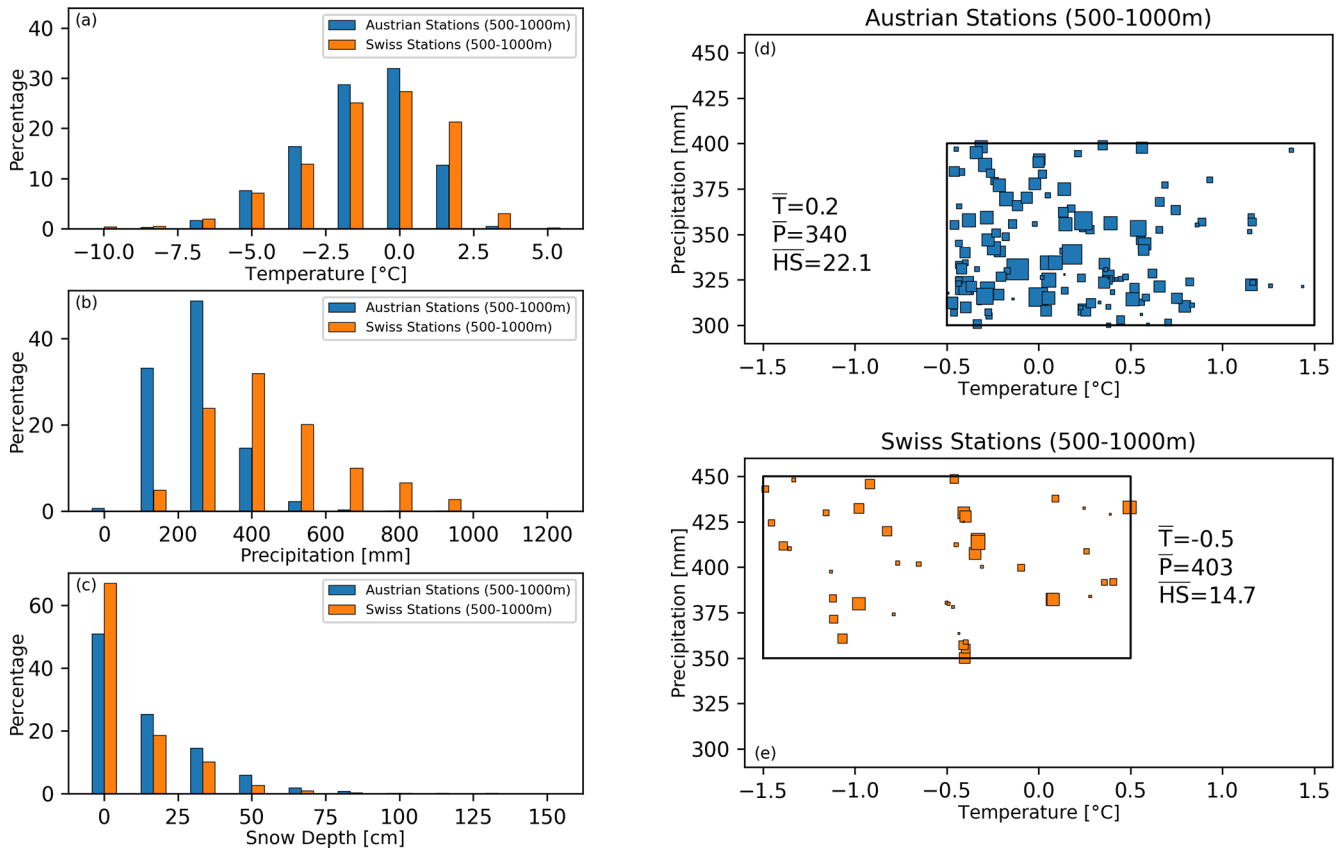 (a)
Austrian Stations (500-1000m)
Swiss Stations (500-1000m)
Percentage
40
30
20
10
0
−10.0 −7.5 −5.0 −2.5 0.0 2.5 5.0
Temperature [°C]
(b)
Austrian Stations (500-1000m)
Swiss Stations (500-1000m)
Percentage
40
20
0
0 200 400 600 800 1000 1200
Precipitation [mm]
(c)
Austrian Stations (500-1000m)
Swiss Stations (500-1000m)
Percentage
60
40
20
0
0 25 50 75 100 125 150
Snow Depth [cm]
Austrian Stations (500-1000m)
(d)
Precipitation [mm]
450
425
400
375
350
325
300
T̅=0.2
P̅=340
H̅S̅=22.1
−1.5 −1.0 −0.5 0.0 0.5 1.0 1.5
Temperature [°C]
Swiss Stations (500-1000m)
Precipitation [mm]
450
425
400
375
350
325
300
T̅=-0.5
P̅=403
H̅S̅=14.7
(e)
−1.5 −1.0 −0.5 0.0 0.5 1.0 1.5
Temperature [°C]